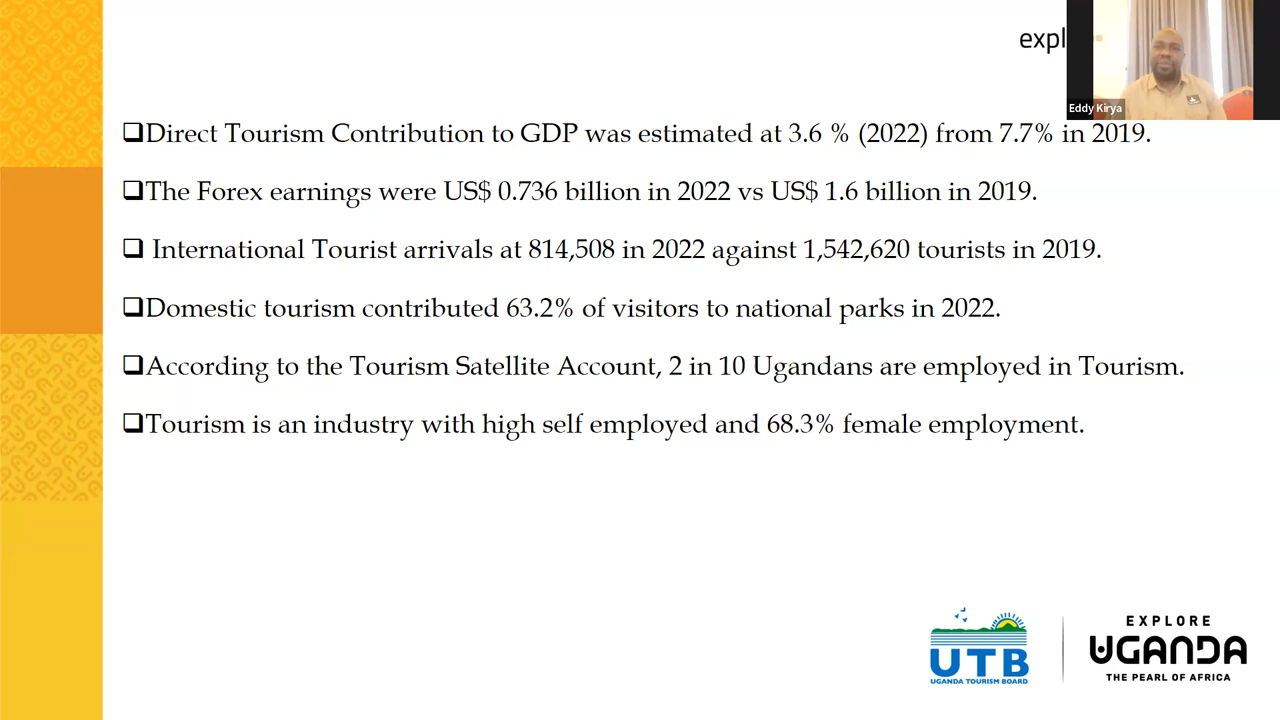 expl
Eddy Kirya
❑Direct Tourism Contribution to GDP was estimated at 3.6 % (2022) from 7.7% in 2019.
❑The Forex earnings were US$ 0.736 billion in 2022 vs US$ 1.6 billion in 2019.
❑ International Tourist arrivals at 814,508 in 2022 against 1,542,620 tourists in 2019.
❑Domestic tourism contributed 63.2% of visitors to national parks in 2022.
❑According to the Tourism Satellite Account, 2 in 10 Ugandans are employed in Tourism.
❑Tourism is an industry with high self employed and 68.3% female employment.
UTB
UGANDA TOURISM BOARD
EXPLORE
UGANDA
THE PEARL OF AFRICA